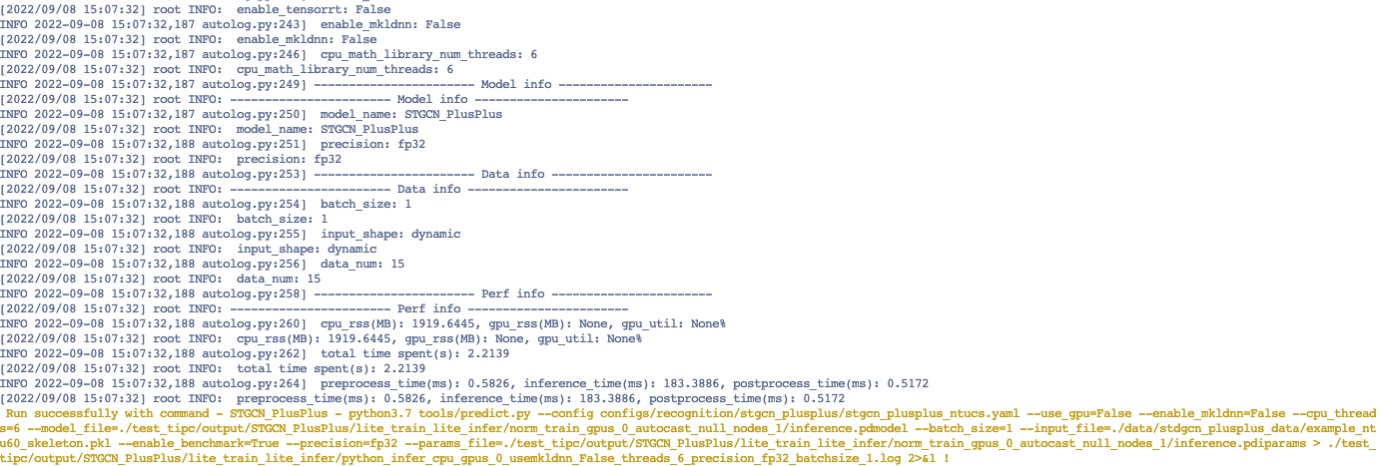 [2022/09/08 15:07:32] root INFO:  enable_tensorrt: False
INFO 2022-09-08 15:07:32,187 autolog.py:243]  enable_mkldnn: False
[2022/09/08 15:07:32] root INFO:  enable_mkldnn: False
INFO 2022-09-08 15:07:32,187 autolog.py:246]  cpu_math_library_num_threads: 6
[2022/09/08 15:07:32] root INFO:  cpu_math_library_num_threads: 6
INFO 2022-09-08 15:07:32,187 autolog.py:249] ----------------------- Model info ----------------------
[2022/09/08 15:07:32] root INFO: ----------------------- Model info ----------------------
INFO 2022-09-08 15:07:32,187 autolog.py:250]  model_name: STGCN_PlusPlus
[2022/09/08 15:07:32] root INFO:  model_name: STGCN_PlusPlus
INFO 2022-09-08 15:07:32,188 autolog.py:251]  precision: fp32
[2022/09/08 15:07:32] root INFO:  precision: fp32
INFO 2022-09-08 15:07:32,188 autolog.py:253] ----------------------- Data info -----------------------
[2022/09/08 15:07:32] root INFO: ----------------------- Data info -----------------------
INFO 2022-09-08 15:07:32,188 autolog.py:254]  batch_size: 1
[2022/09/08 15:07:32] root INFO:  batch_size: 1
INFO 2022-09-08 15:07:32,188 autolog.py:255]  input_shape: dynamic
[2022/09/08 15:07:32] root INFO:  input_shape: dynamic
INFO 2022-09-08 15:07:32,188 autolog.py:256]  data_num: 15
[2022/09/08 15:07:32] root INFO:  data_num: 15
INFO 2022-09-08 15:07:32,188 autolog.py:258] ----------------------- Perf info -----------------------
[2022/09/08 15:07:32] root INFO: ----------------------- Perf info -----------------------
INFO 2022-09-08 15:07:32,188 autolog.py:260]  cpu_rss(MB): 1919.6445, gpu_rss(MB): None, gpu_util: None%
[2022/09/08 15:07:32] root INFO:  cpu_rss(MB): 1919.6445, gpu_rss(MB): None, gpu_util: None%
INFO 2022-09-08 15:07:32,188 autolog.py:262]  total time spent(s): 2.2139
[2022/09/08 15:07:32] root INFO:  total time spent(s): 2.2139
INFO 2022-09-08 15:07:32,188 autolog.py:264]  preprocess_time(ms): 0.5826, inference_time(ms): 183.3886, postprocess_time(ms): 0.5172
[2022/09/08 15:07:32] root INFO:  preprocess_time(ms): 0.5826, inference_time(ms): 183.3886, postprocess_time(ms): 0.5172
 Run successfully with command - STGCN_PlusPlus - python3.7 tools/predict.py --config configs/recognition/stgcn_plusplus/stgcn_plusplus_ntucs.yaml --use_gpu=False --enable_mkldnn=False --cpu_thread
s=6 --model_file=./test_tipc/output/STGCN_PlusPlus/lite_train_lite_infer/norm_train_gpus_0_autocast_null_nodes_1/inference.pdmodel --batch_size=1 --input_file=./data/stdgcn_plusplus_data/example_nt
u60_skeleton.pkl --enable_benchmark=True --precision=fp32 --params_file=./test_tipc/output/STGCN_PlusPlus/lite_train_lite_infer/norm_train_gpus_0_autocast_null_nodes_1/inference.pdiparams > ./test_
tipc/output/STGCN_PlusPlus/lite_train_lite_infer/python_infer_cpu_gpus_0_usemkldnn_False_threads_6_precision_fp32_batchsize_1.log 2>&1 !